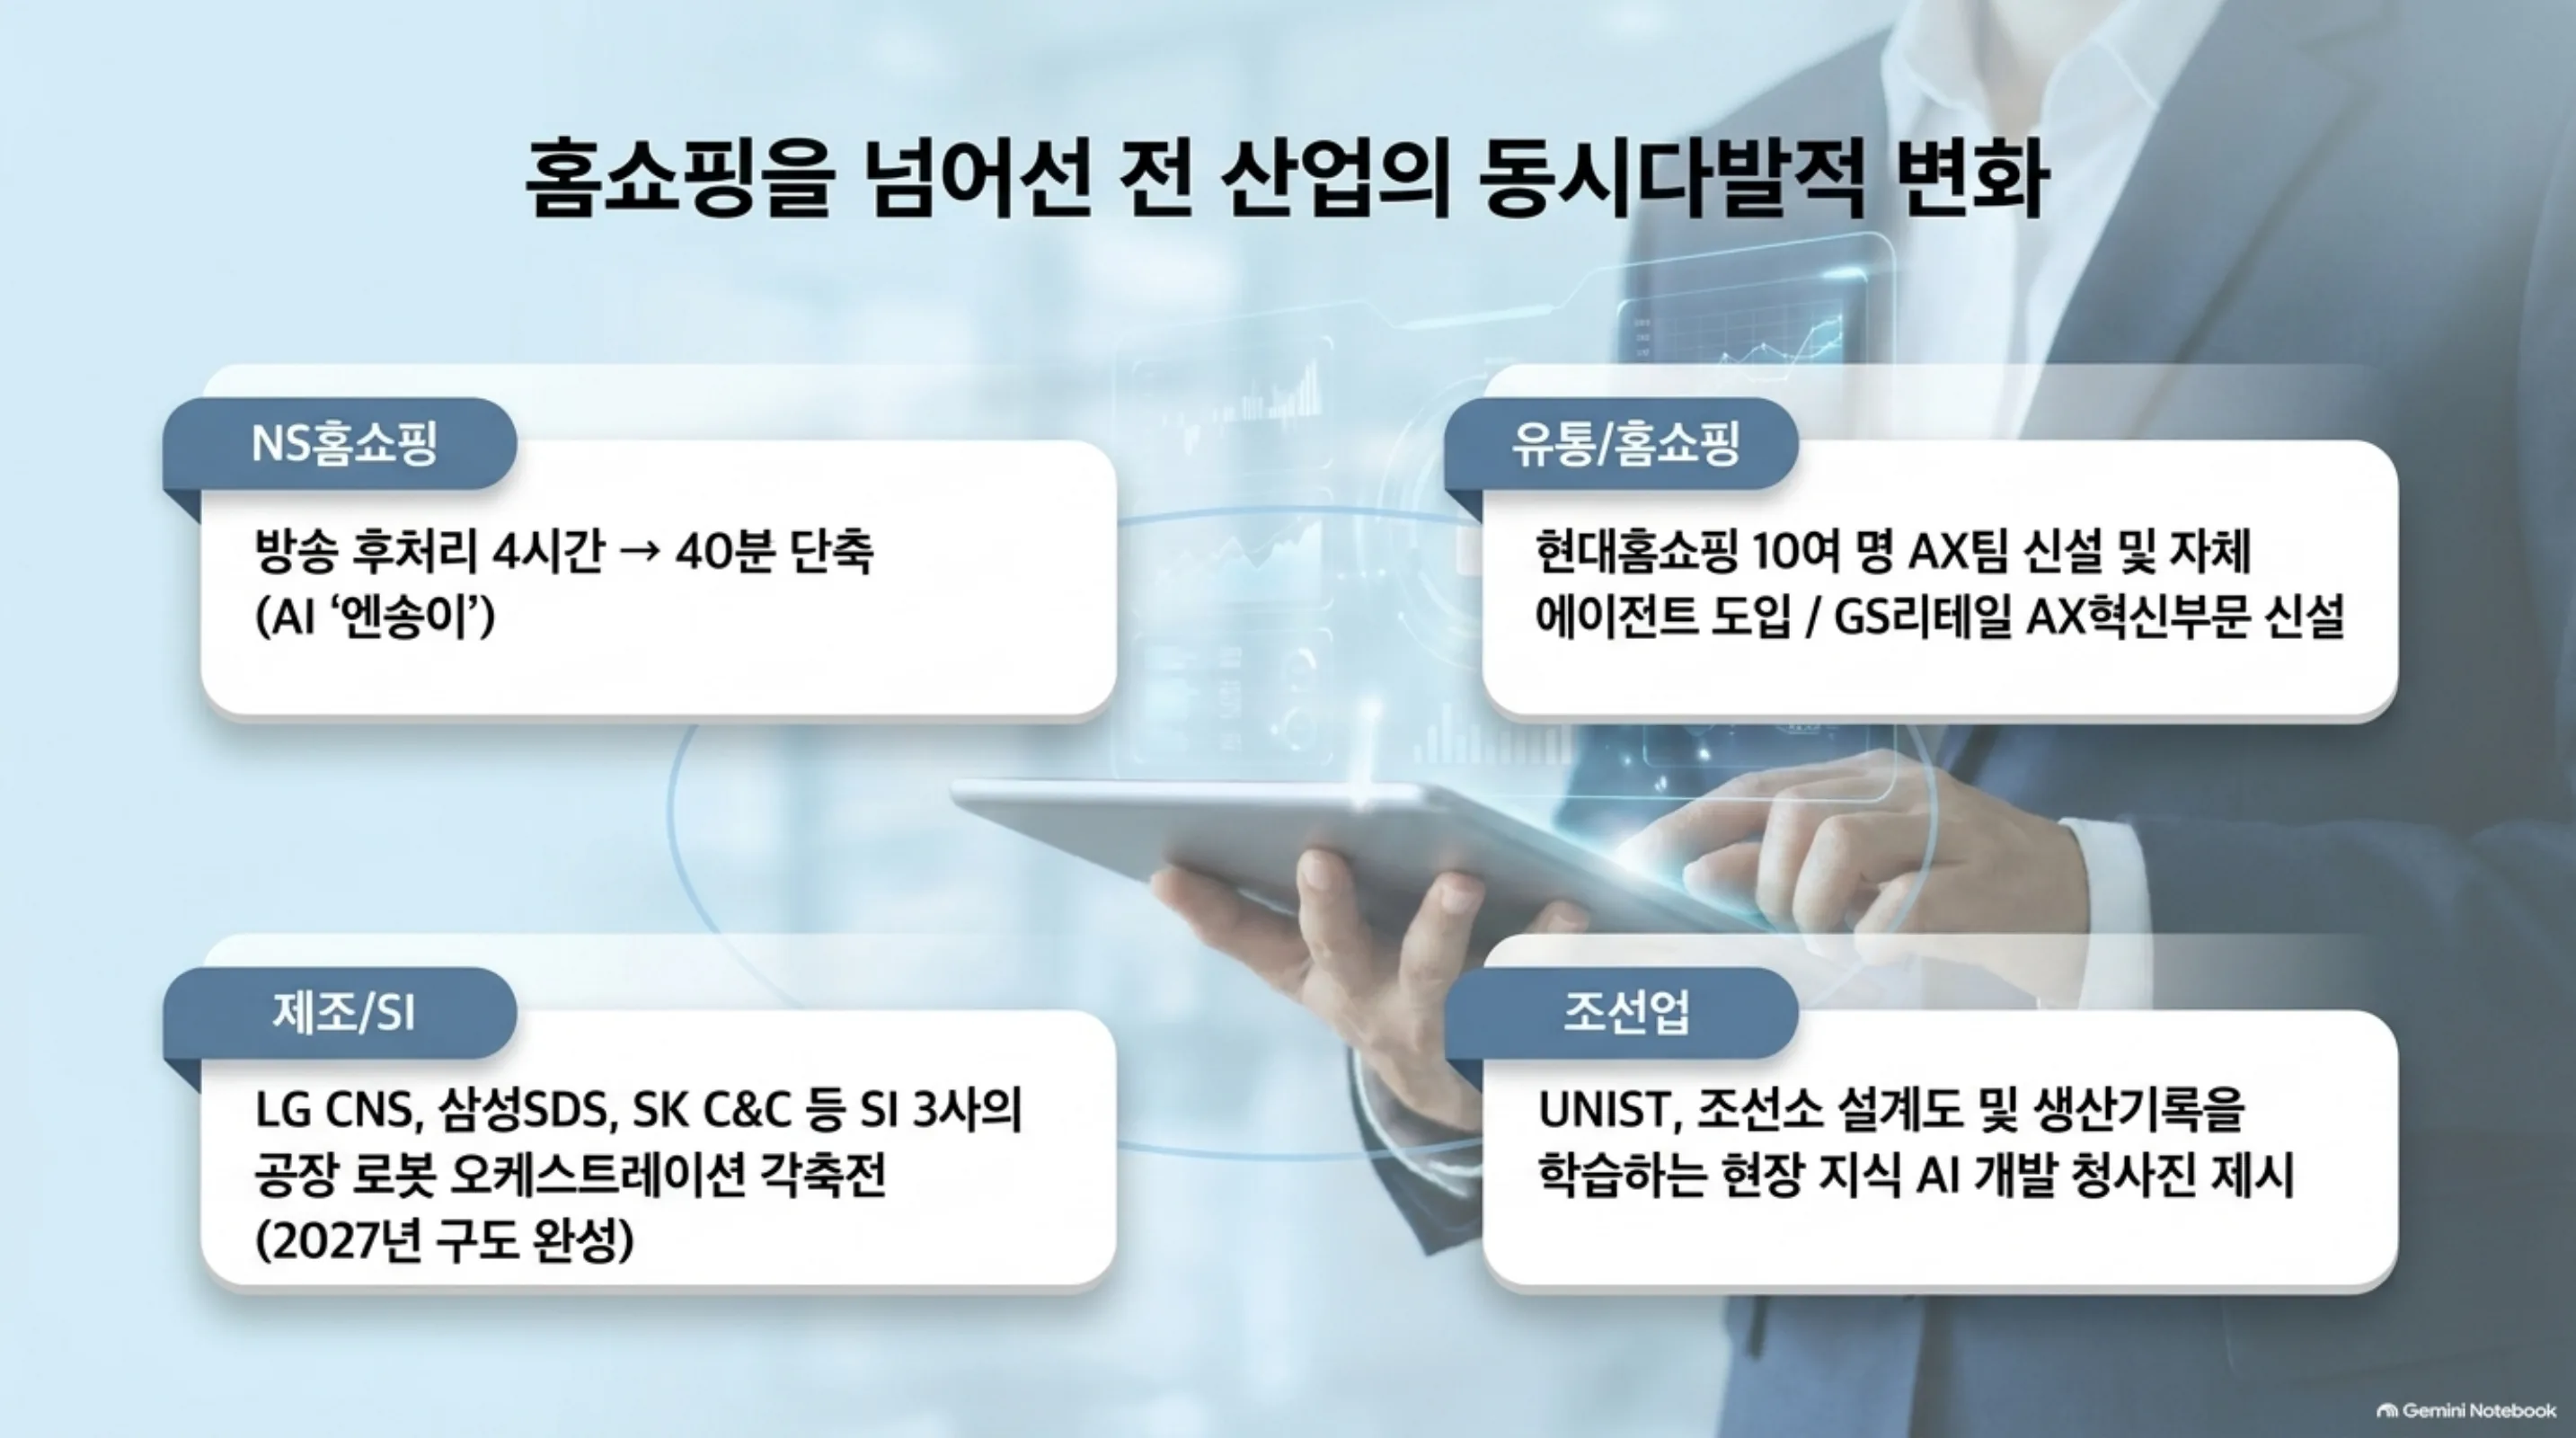 홈쇼핑을 넘어선 전 산업의 동시다발적 변화
NS홈쇼핑
방송 후처리 4시간 → 40분 단축
(AI ‘엔송이’)
유통/홈쇼핑
현대홈쇼핑 10여 명 AX팀 신설 및 자체
에이전트 도입 / GS리테일 AX혁신부문 신설
제조/SI
LG CNS, 삼성SDS, SK C&C 등 SI 3사의
공장 로봇 오케스트레이션 각축전
(2027년 구도 완성)
조선업
UNIST, 조선소 설계도 및 생산기록을
학습하는 현장 지식 AI 개발 청사진 제시
Gemini Notebook